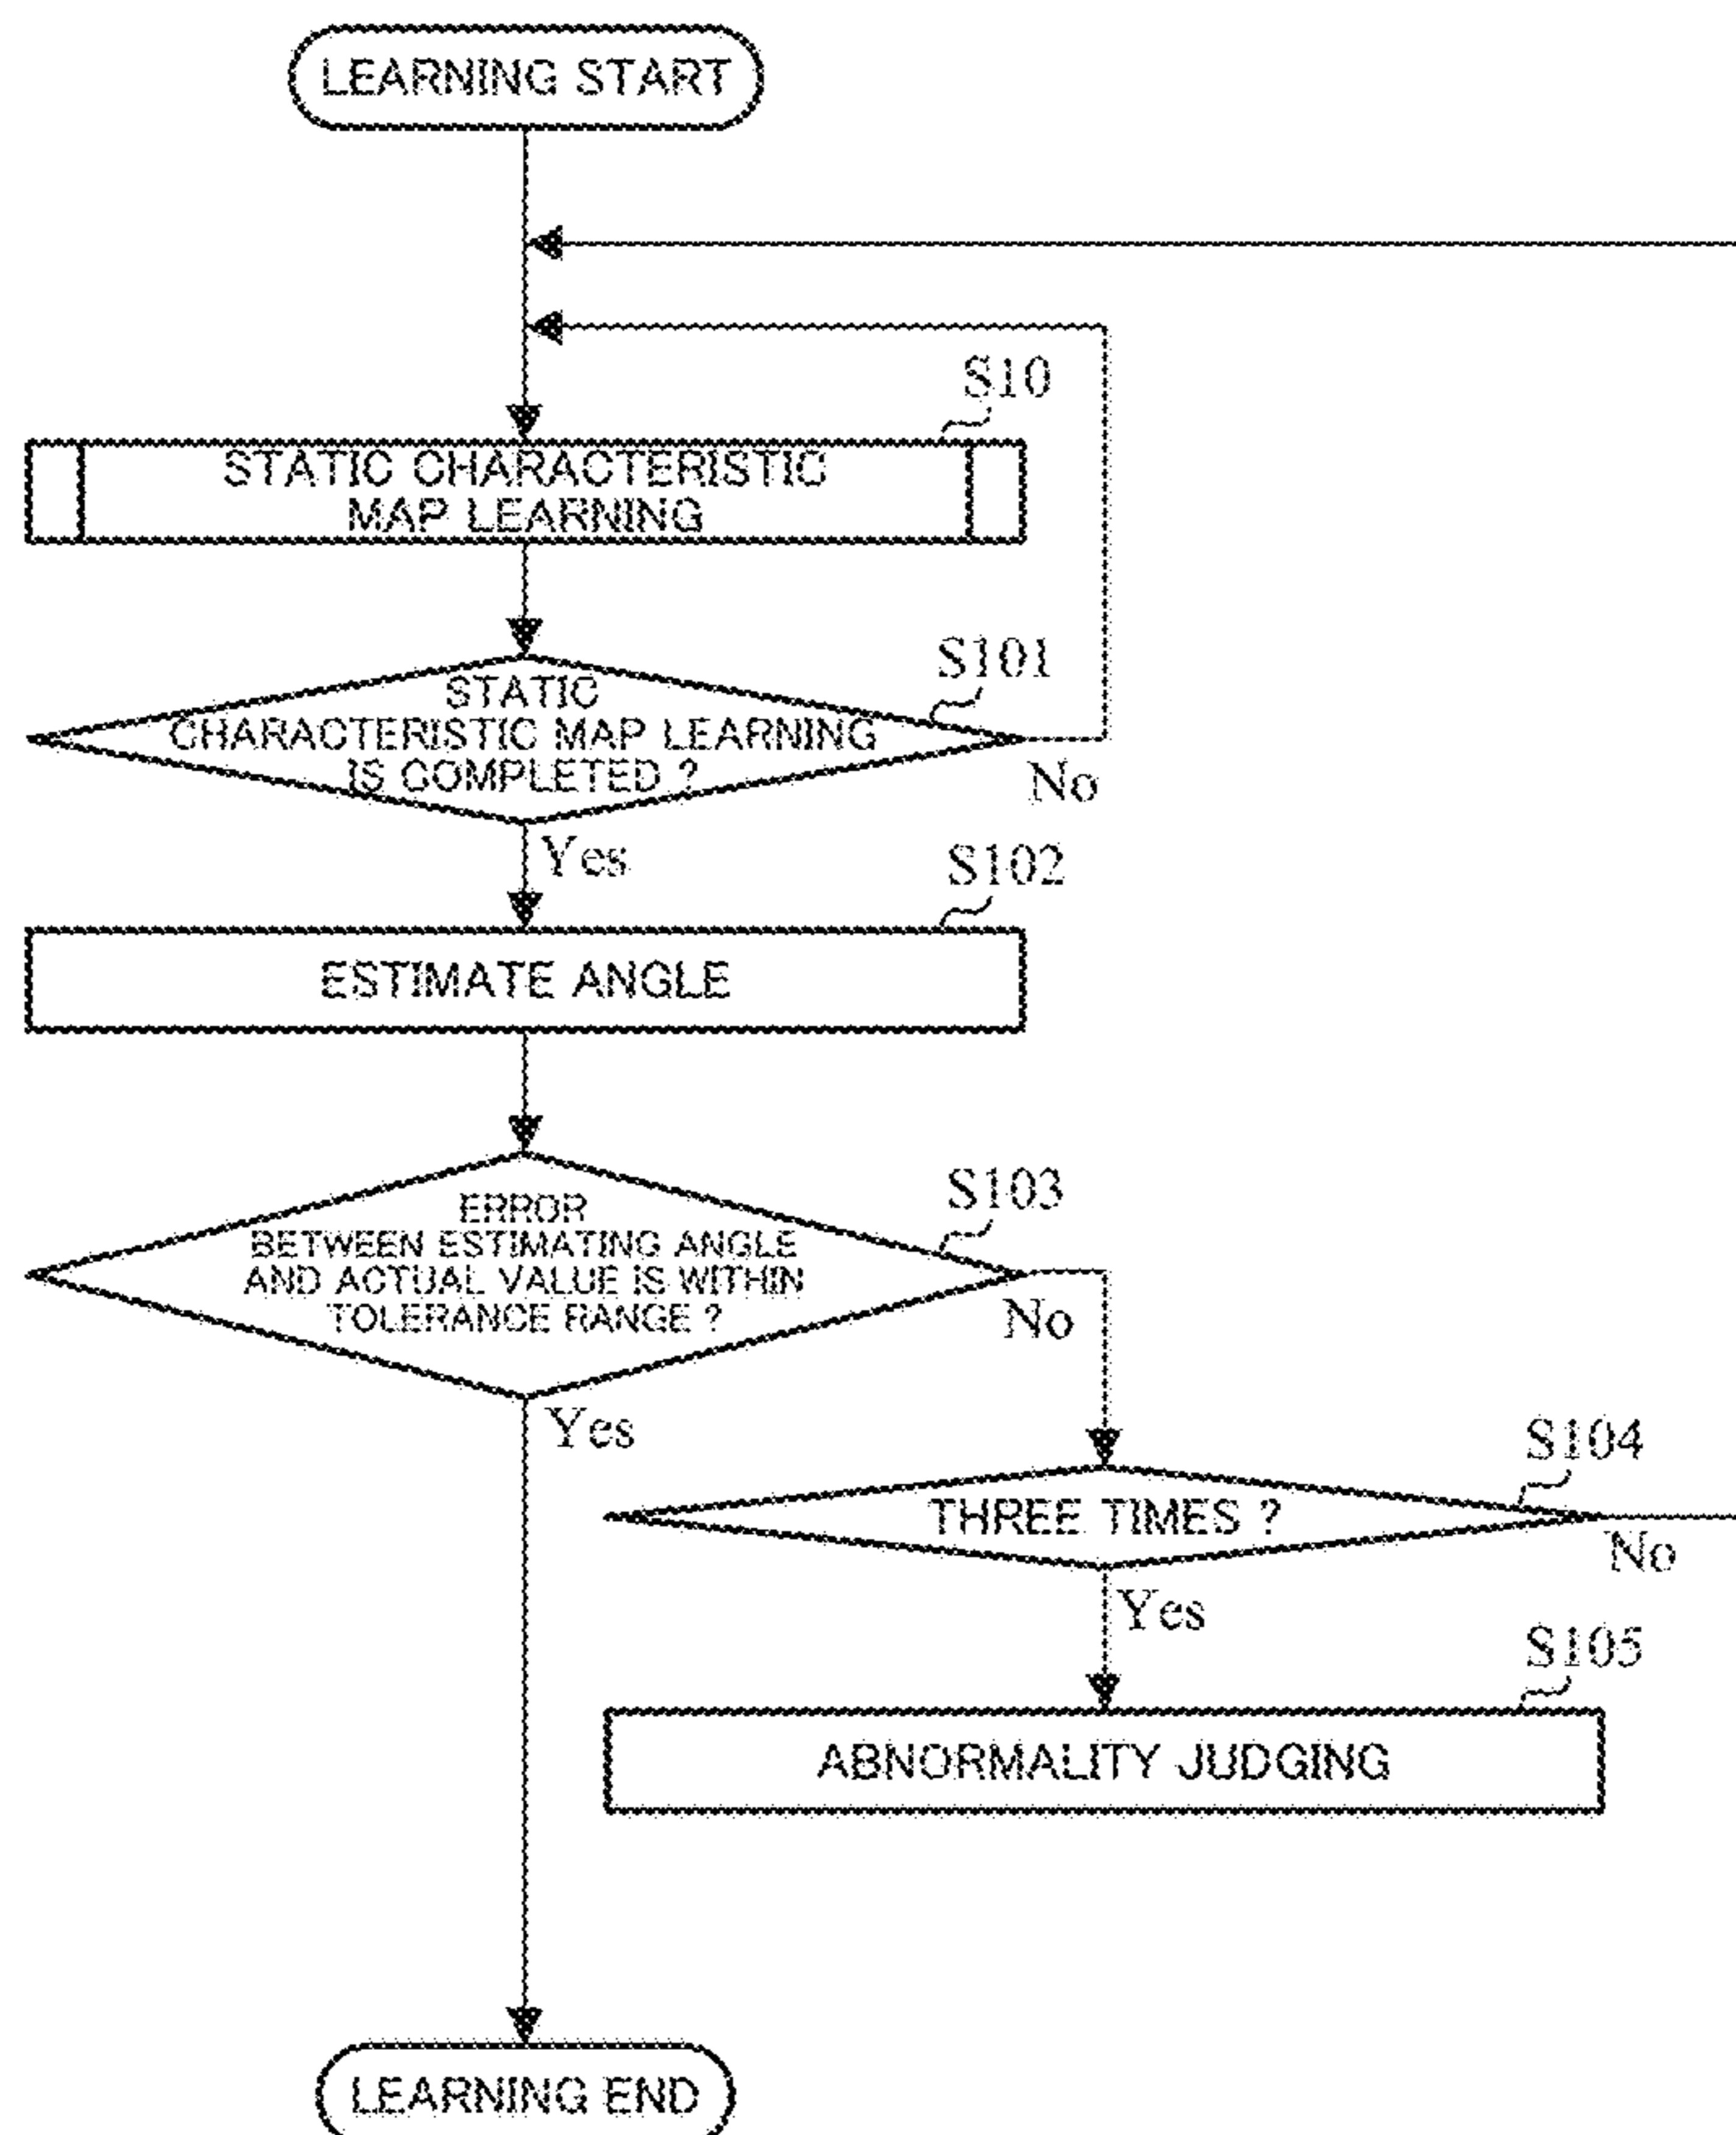 LEARNING START
S10
STATIC CHARACTERISTIC
MAP LEARNING
S101
STATIC
CHARACTERISTIC MAP LEARNING
IS COMPLETED ?
No
Yes
S102
ESTIMATE ANGLE
S103
ERROR
BETWEEN ESTIMATING ANGLE
AND ACTUAL VALUE IS WITHIN
TOLERANCE RANGE ?
No
Yes
S104
THREE TIMES ?
No
Yes
S105
ABNORMALITY JUDGING
LEARNING END